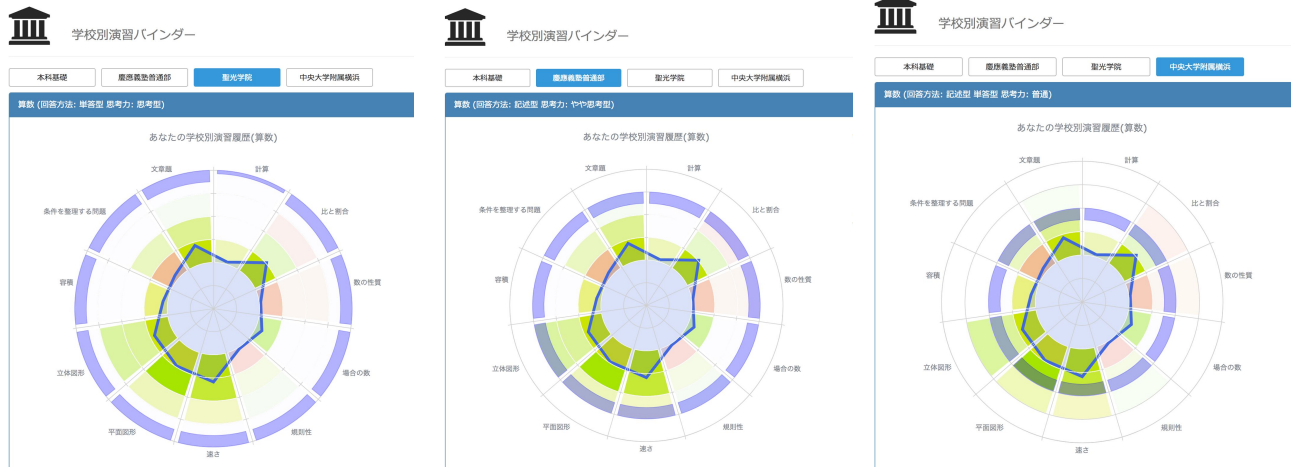 学校別演習バインダー
本科基礎
慶應義塾普通部
聖光学院
中央大学附属横浜
算数 (回答方法: 単答型 思考力: 思考型)
あなたの学校別演習履歴(算数)
文章題
計算
条件を整理する問題
比と割合
容積
数の性質
立体図形
場合の数
平面図形
規則性
速さ
学校別演習バインダー
本科基礎
慶應義塾普通部
聖光学院
中央大学附属横浜
算数 (回答方法: 記述型 思考力: やや思考型)
あなたの学校別演習履歴(算数)
文章題
計算
条件を整理する問題
比と割合
容積
数の性質
立体図形
場合の数
平面図形
規則性
速さ
学校別演習バインダー
本科基礎
慶應義塾普通部
聖光学院
中央大学附属横浜
算数 (回答方法: 記述型 単答型 思考力: 普通)
あなたの学校別演習履歴(算数)
文章題
計算
条件を整理する問題
比と割合
容積
数の性質
立体図形
場合の数
平面図形
規則性
速さ